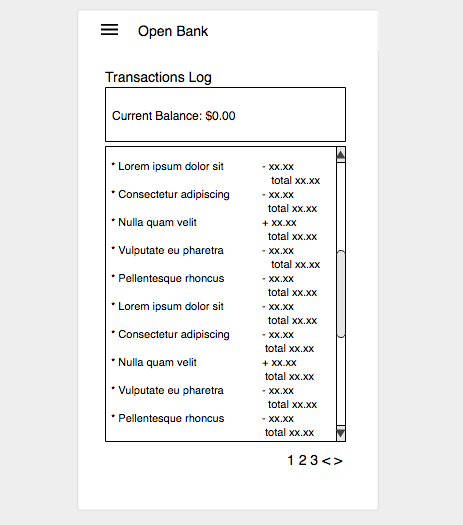 Open Bank
Transactions Log
Current Balance: $0.00
* Lorem ipsum dolor sit - xx.xx
total xx.xx
* Consectetur adipiscing - xx.xx
total xx.xx
* Nulla quam velit + xx.xx
total xx.xx
* Vulputate eu pharetra - xx.xx
total xx.xx
* Pellentesque rhoncus - xx.xx
total xx.xx
* Lorem ipsum dolor sit - xx.xx
total xx.xx
* Consectetur adipiscing - xx.xx
total xx.xx
* Nulla quam velit + xx.xx
total xx.xx
* Vulputate eu pharetra - xx.xx
total xx.xx
* Pellentesque rhoncus - xx.xx
total xx.xx
1 2 3 < >